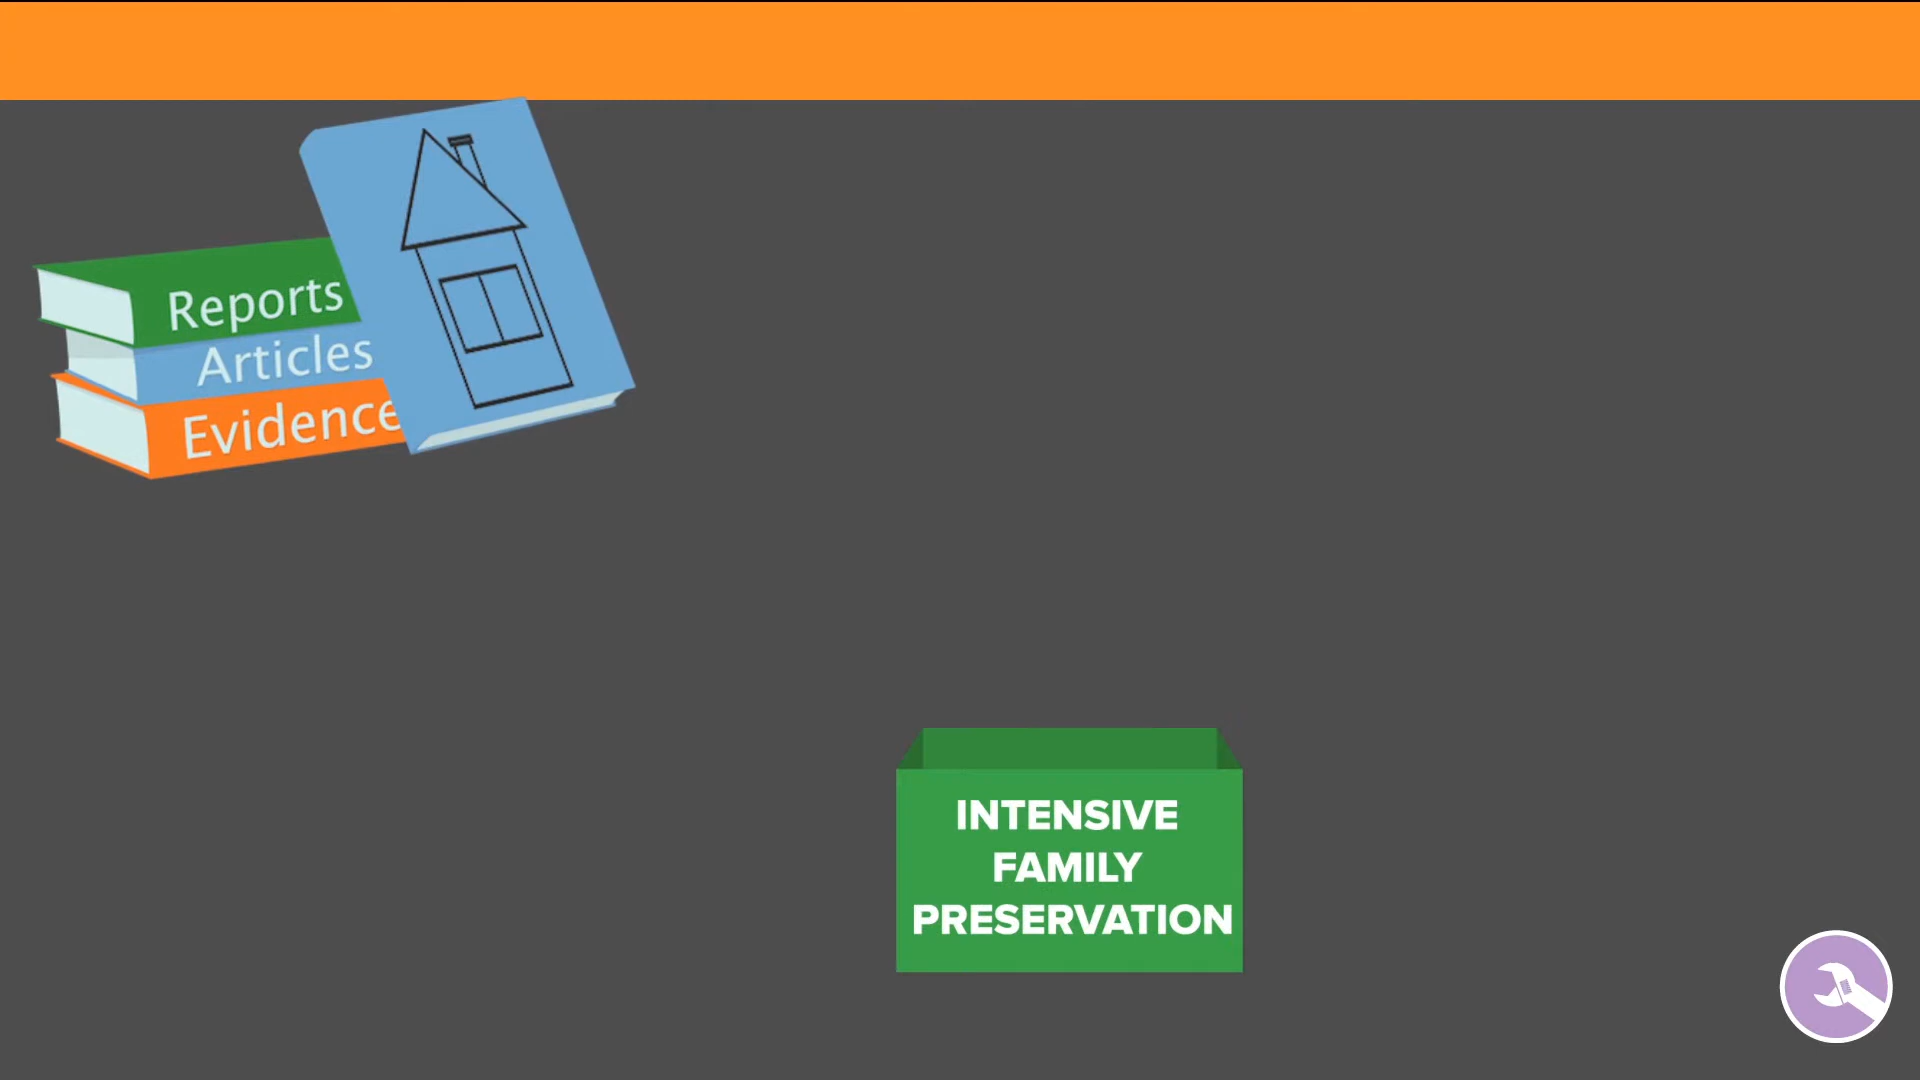 Reports
Articles
Evidence
INTENSIVE
FAMILY
PRESERVATION